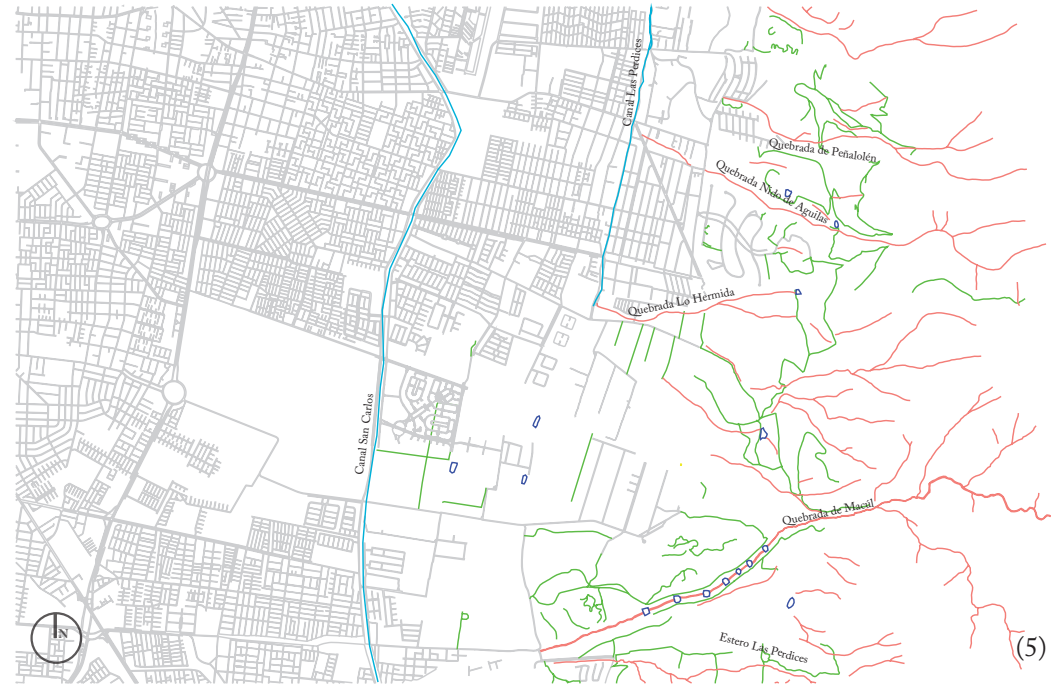 Canal Las Perdices
Quebrada de Peñalolén
Quebrada Nido de Aguilas
Quebrada Lo Hermida
Canal San Carlos
Quebrada de Macul
Estero Las Perdices
N
(5)